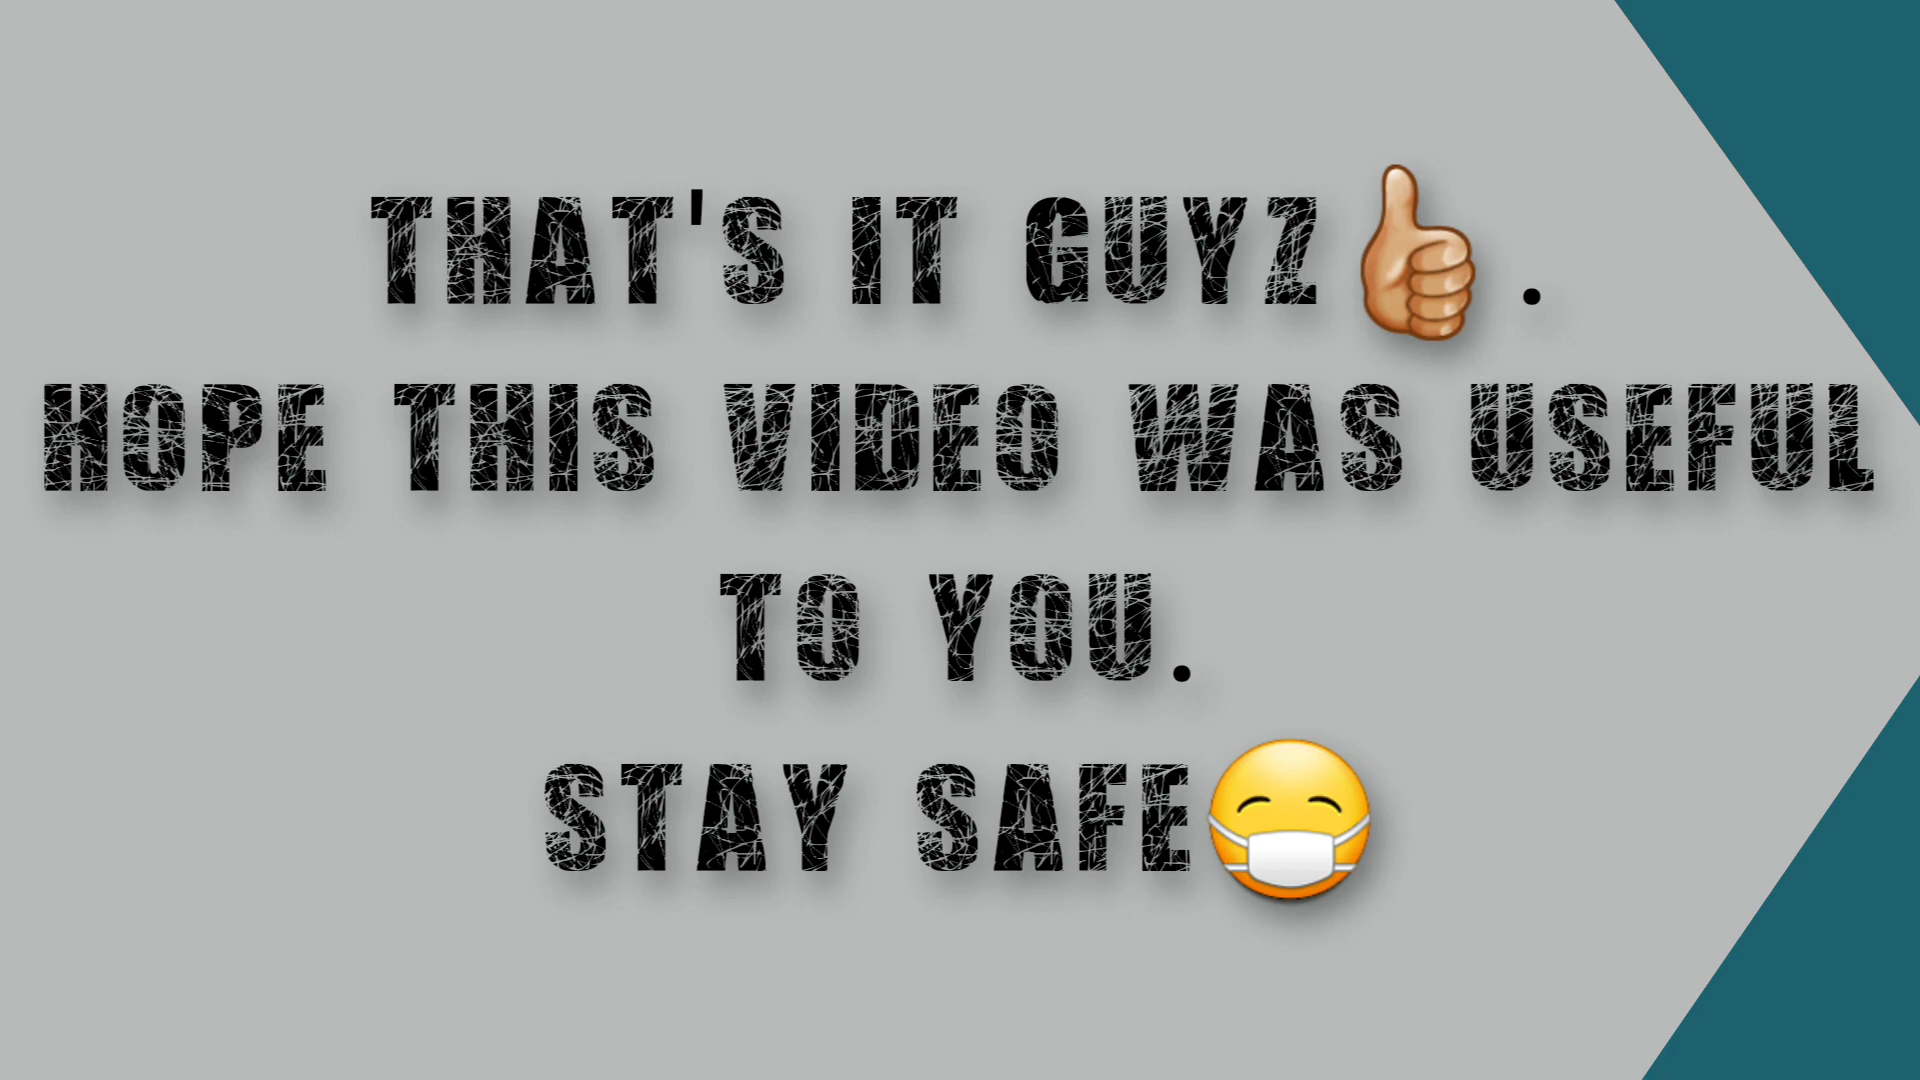 THAT'S IT GUYZ👍🏼.
HOPE THIS VIDEO WAS USEFUL
TO YOU.
STAY SAFE😷